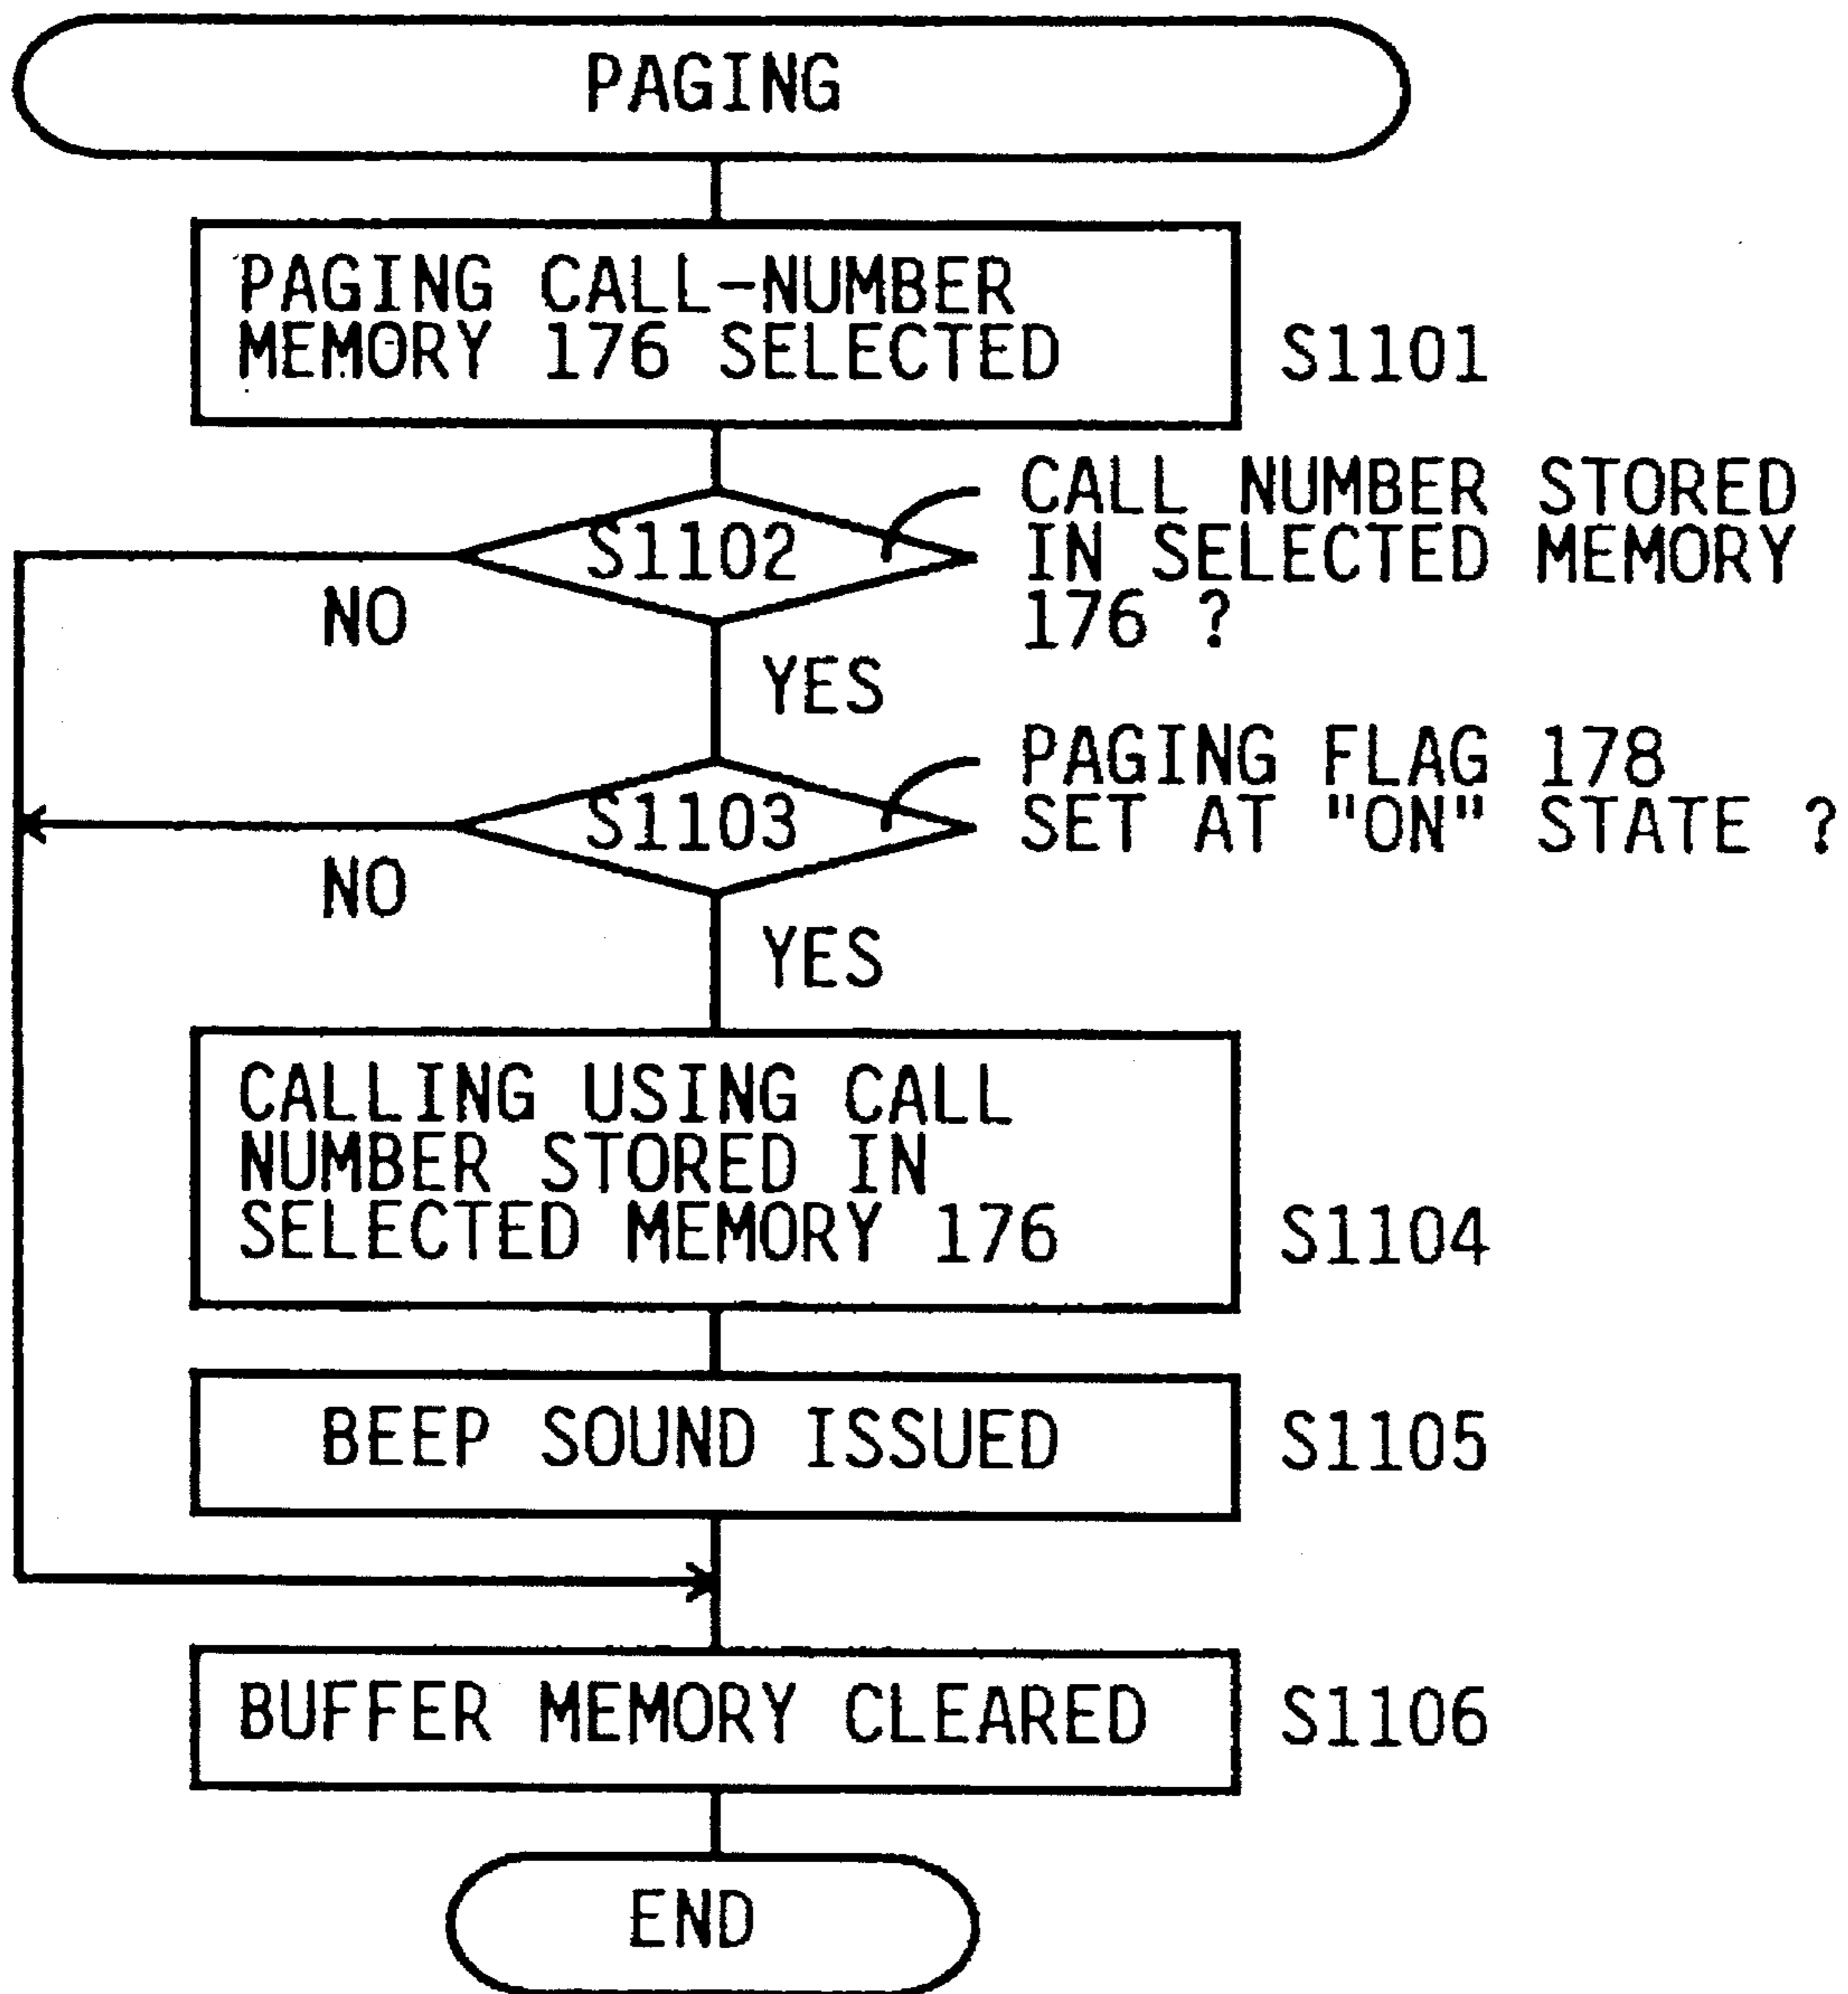 PAGING
PAGING CALL-NUMBER
MEMORY 176 SELECTED
S1101
S1102
CALL NUMBER STORED
IN SELECTED MEMORY
176 ?
NO
YES
S1103
PAGING FLAG 178
SET AT "ON" STATE ?
NO
YES
CALLING USING CALL
NUMBER STORED IN
SELECTED MEMORY 176
S1104
BEEP SOUND ISSUED
S1105
BUFFER MEMORY CLEARED
S1106
END